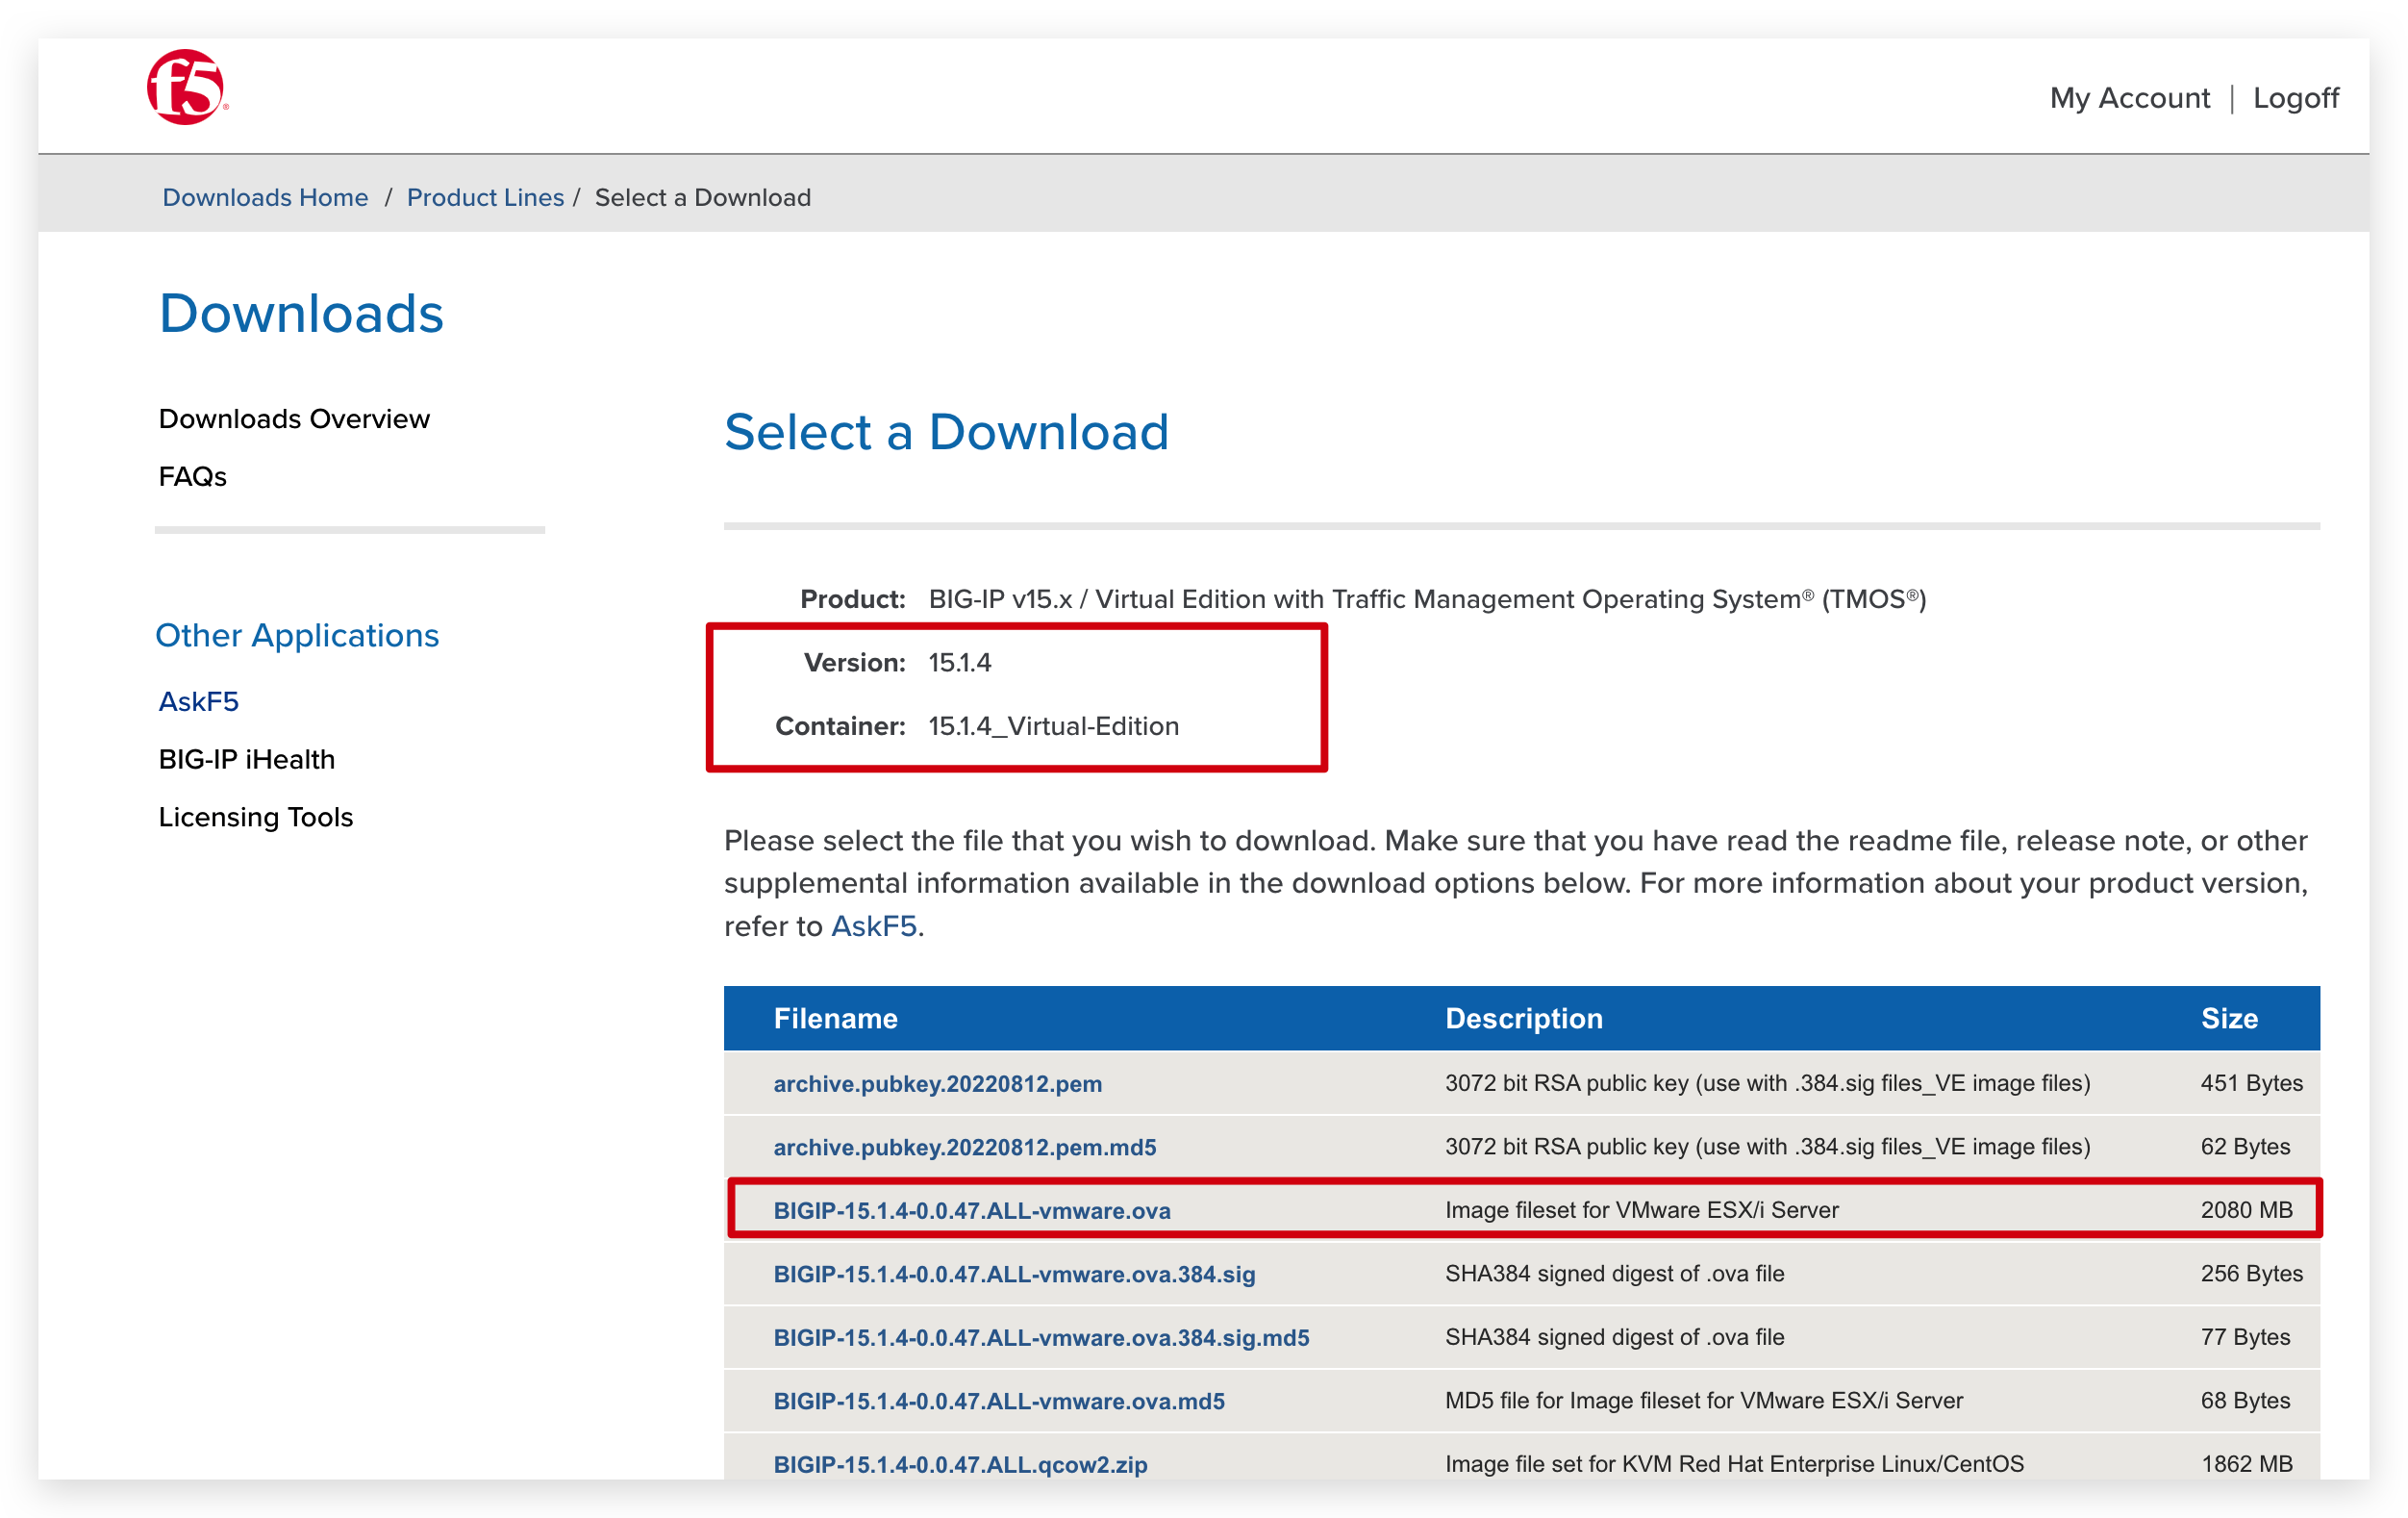 f5®
My Account | Logoff
Downloads Home / Product Lines / Select a Download
Downloads
Downloads Overview
FAQs
Other Applications
AskF5
BIG-IP iHealth
Licensing Tools
Select a Download
Product: BIG-IP v15.x / Virtual Edition with Traffic Management Operating System® (TMOS®)
Version: 15.1.4
Container: 15.1.4_Virtual-Edition
Please select the file that you wish to download. Make sure that you have read the readme file, release note, or other
supplemental information available in the download options below. For more information about your product version,
refer to AskF5.
Filename Description Size
archive.pubkey.20220812.pem 3072 bit RSA public key (use with .384.sig files_VE image files) 451 Bytes
archive.pubkey.20220812.pem.md5 3072 bit RSA public key (use with .384.sig files_VE image files) 62 Bytes
BIGIP-15.1.4-0.0.47.ALL-vmware.ova Image fileset for VMware ESX/i Server 2080 MB
BIGIP-15.1.4-0.0.47.ALL-vmware.ova.384.sig SHA384 signed digest of .ova file 256 Bytes
BIGIP-15.1.4-0.0.47.ALL-vmware.ova.384.sig.md5 SHA384 signed digest of .ova file 77 Bytes
BIGIP-15.1.4-0.0.47.ALL-vmware.ova.md5 MD5 file for Image fileset for VMware ESX/i Server 68 Bytes
BIGIP-15.1.4-0.0.47.ALL.qcow2.zip Image file set for KVM Red Hat Enterprise Linux/CentOS 1862 MB